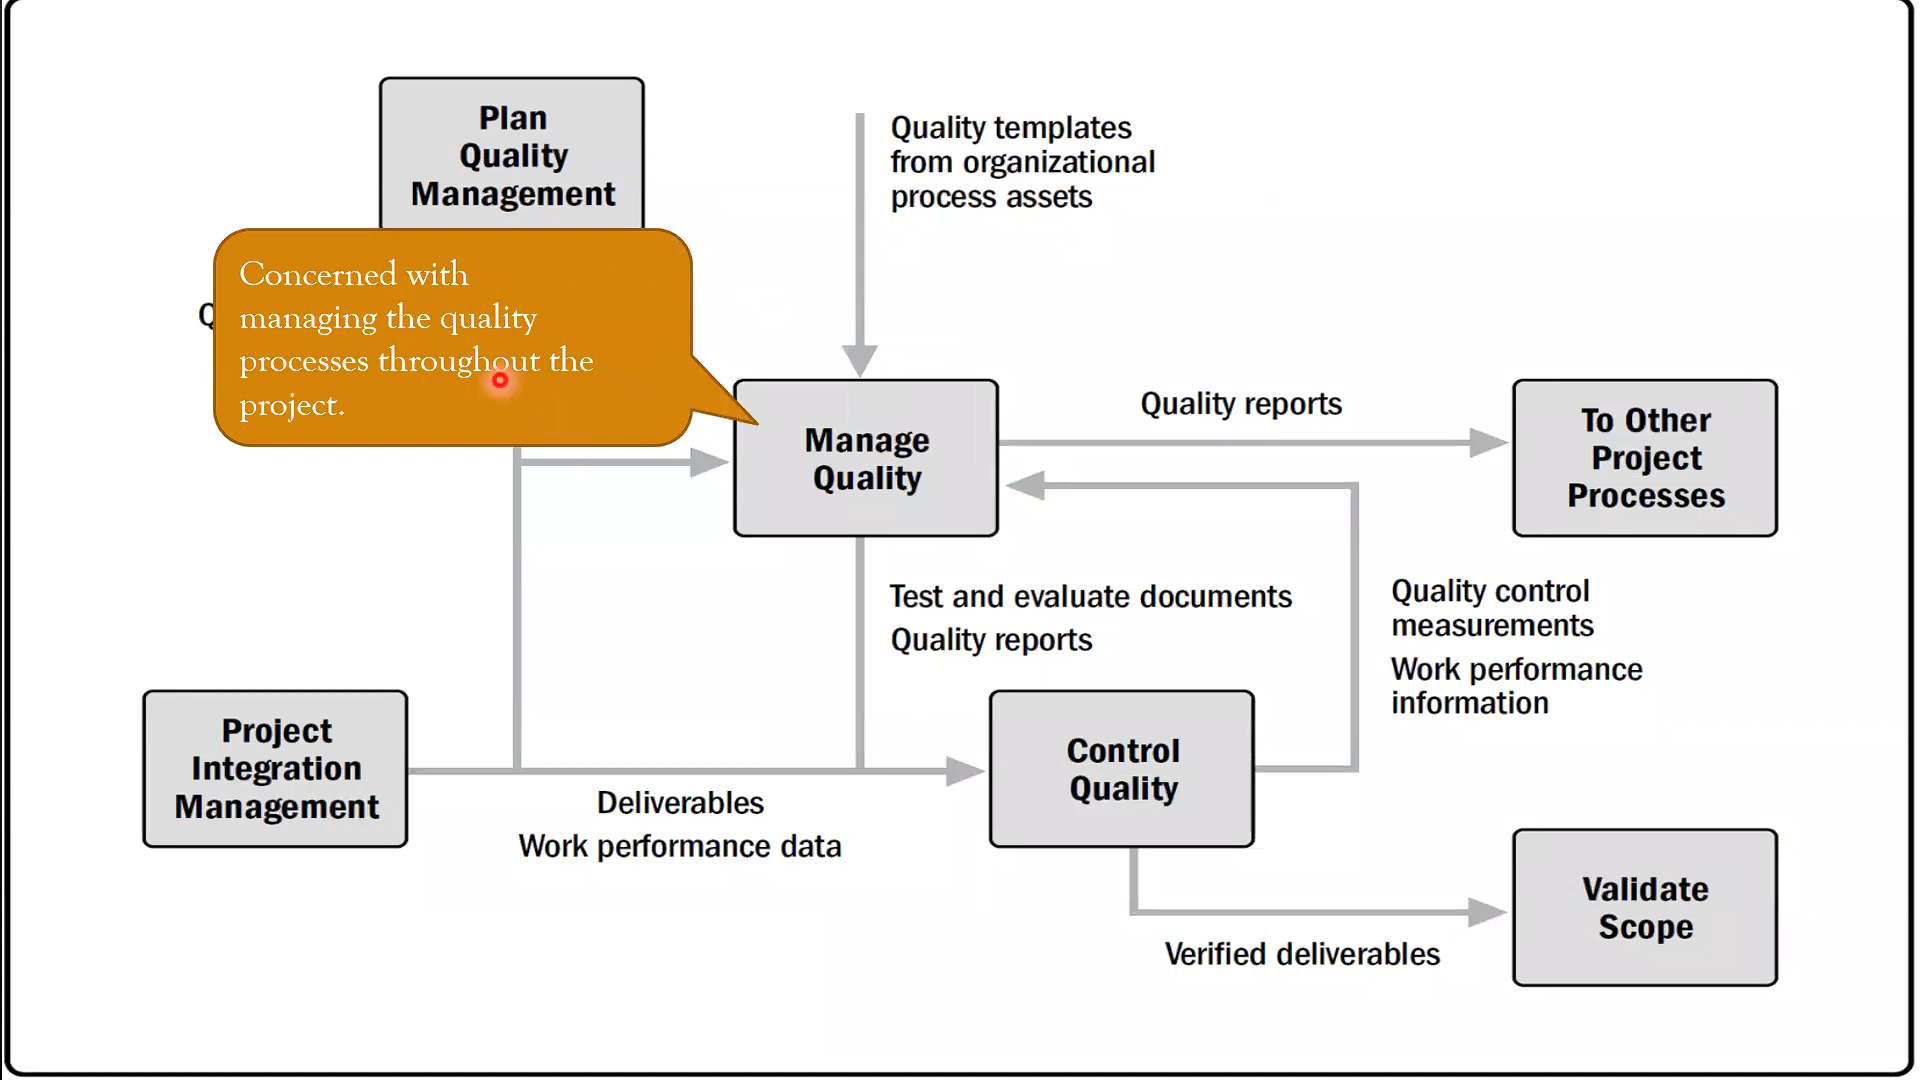 Plan
Quality
Management
Quality templates
from organizational
process assets
Concerned with
managing the quality
processes throughout the
project.
Manage
Quality
Quality reports
To Other
Project
Processes
Test and evaluate documents
Quality reports
Quality control
measurements
Work performance
information
Project
Integration
Management
Deliverables
Work performance data
Control
Quality
Verified deliverables
Validate
Scope